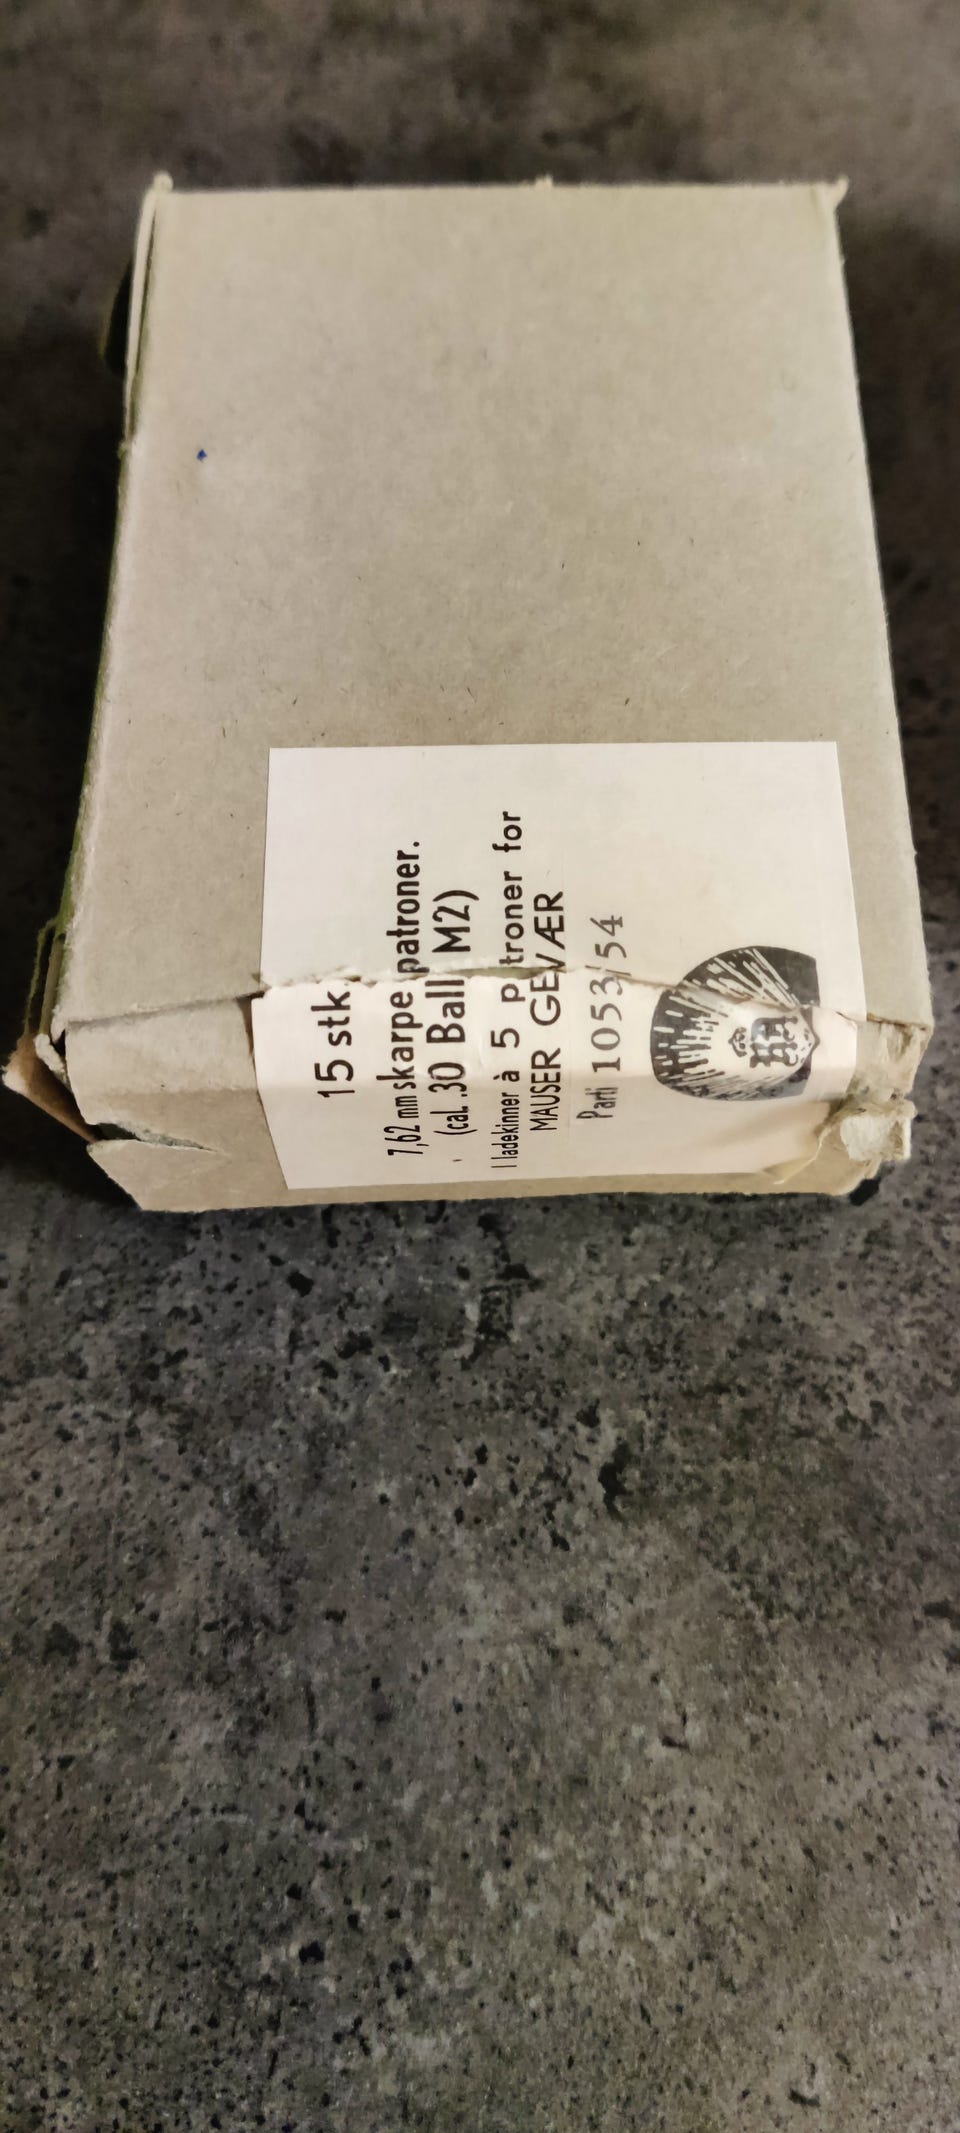 15 stk
7,62 mm skarpe patroner.
(cal. .30 Ball M2)
I ladekinner à 5 patroner for
MAUSER GEVÆR
Parti 1053/54